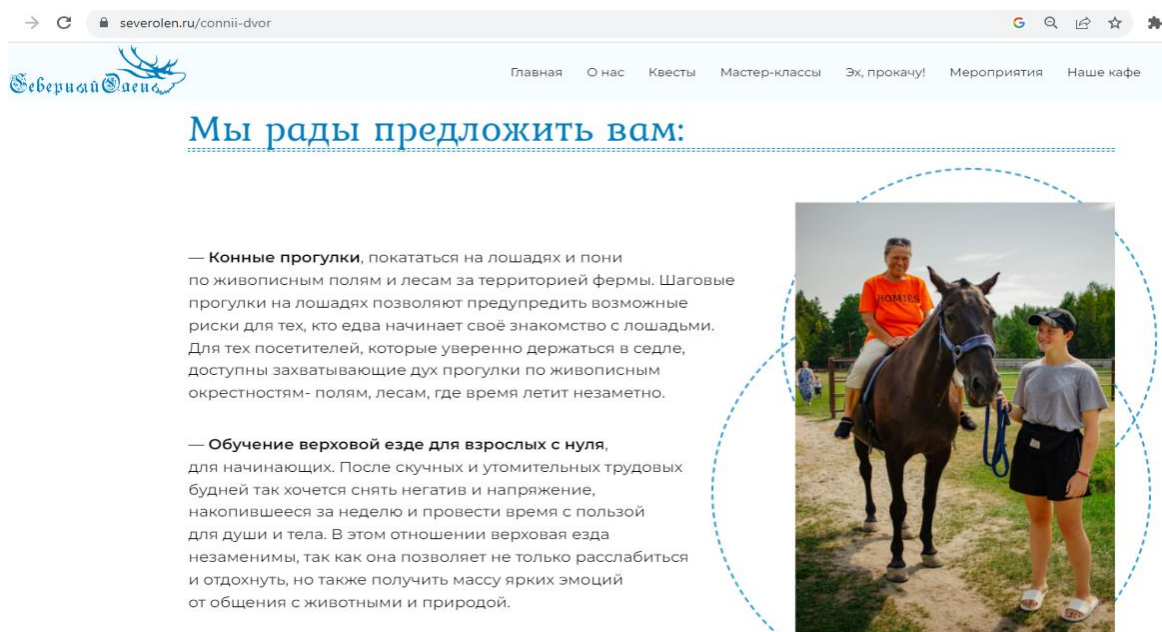 severolen.ru/connii-dvor
Северный Олень
Главная О нас Квесты Мастер-классы Эх, прокачу! Мероприятия Наше кафе
Мы рады предложить вам:
— Конные прогулки, покататься на лошадях и пони
по живописным полям и лесам за территорией фермы. Шаговые
прогулки на лошадях позволяют предупредить возможные
риски для тех, кто едва начинает своё знакомство с лошадьми.
Для тех посетителей, которые уверенно держаться в седле,
доступны захватывающие дух прогулки по живописным
окрестностям- полям, лесам, где время летит незаметно.
— Обучение верховой езде для взрослых с нуля,
для начинающих. После скучных и утомительных трудовых
будней так хочется снять негатив и напряжение,
накопившееся за неделю и провести время с пользой
для души и тела. В этом отношении верховая езда
незаменимы, так как она позволяет не только расслабиться
и отдохнуть, но также получить массу ярких эмоций
от общения с животными и природой.
HOMIES